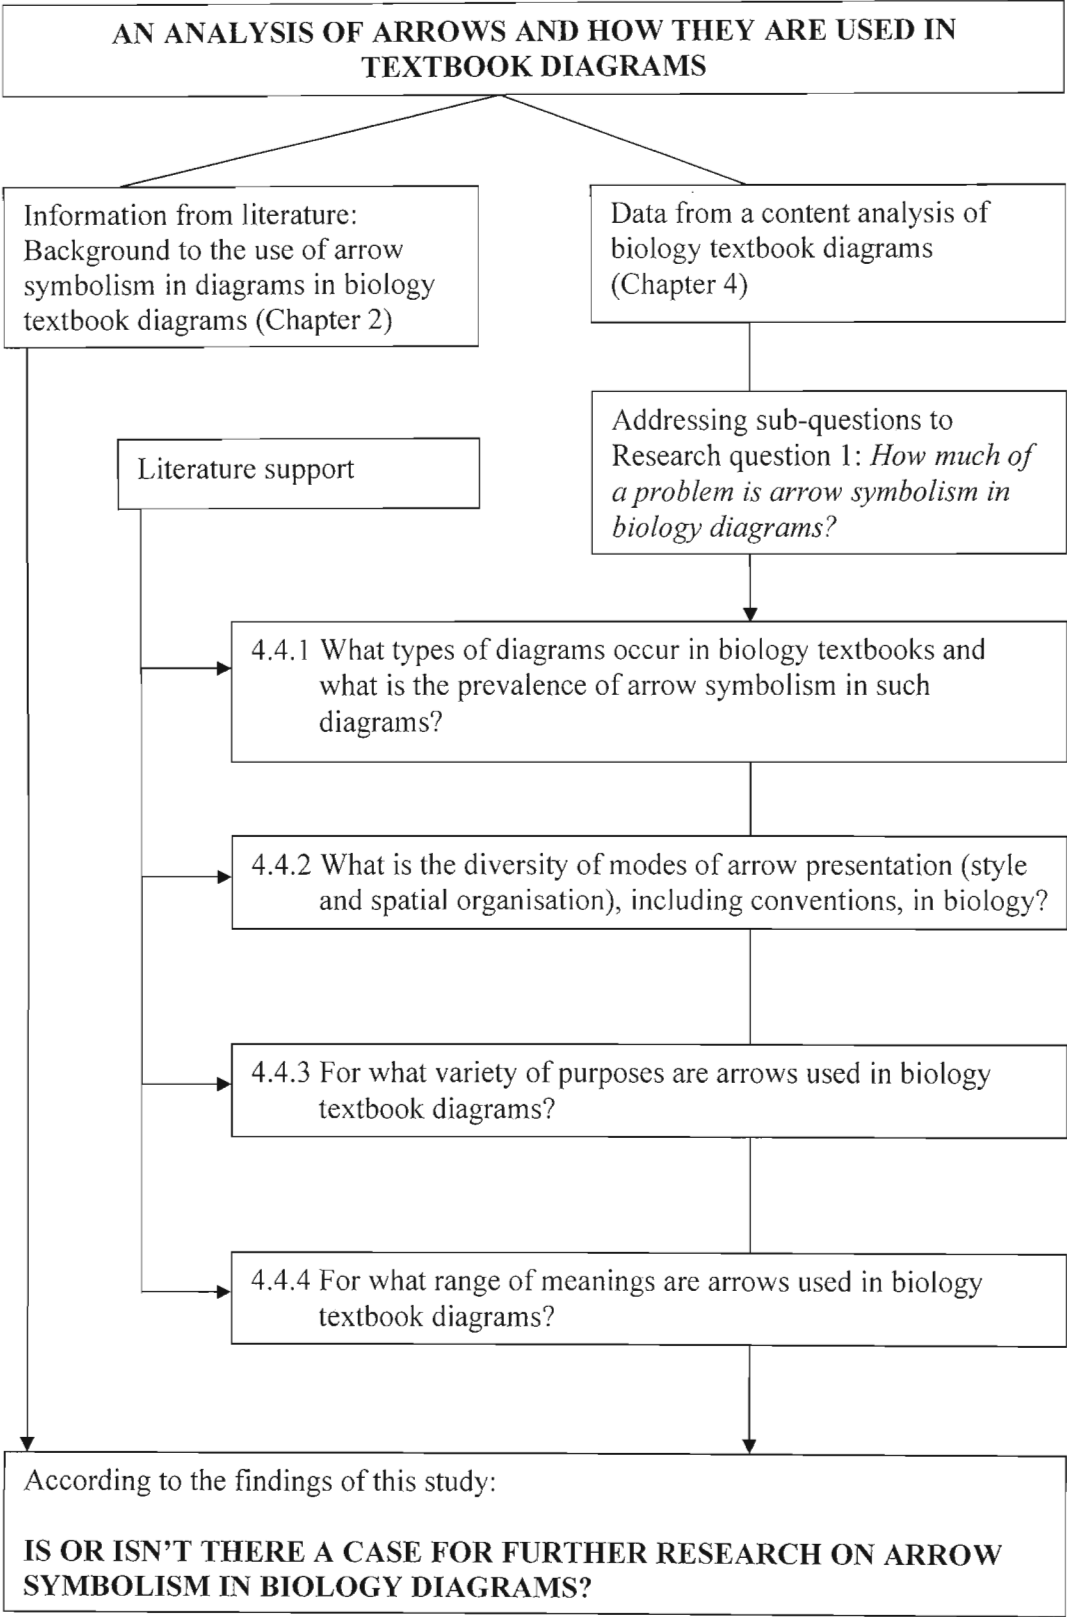 AN ANALYSIS OF ARROWS AND HOW THEY ARE USED IN
TEXTBOOK DIAGRAMS
Information from literature:
Background to the use of arrow
symbolism in diagrams in biology
textbook diagrams (Chapter 2)
Data from a content analysis of
biology textbook diagrams
(Chapter 4)
Addressing sub-questions to
Research question 1: How much of
a problem is arrow symbolism in
biology diagrams?
Literature support
4.4.1 What types of diagrams occur in biology textbooks and
what is the prevalence of arrow symbolism in such
diagrams?
4.4.2 What is the diversity of modes of arrow presentation (style
and spatial organisation), including conventions, in biology?
4.4.3 For what variety of purposes are arrows used in biology
textbook diagrams?
4.4.4 For what range of meanings are arrows used in biology
textbook diagrams?
According to the findings of this study:
IS OR ISN'T THERE A CASE FOR FURTHER RESEARCH ON ARROW
SYMBOLISM IN BIOLOGY DIAGRAMS?